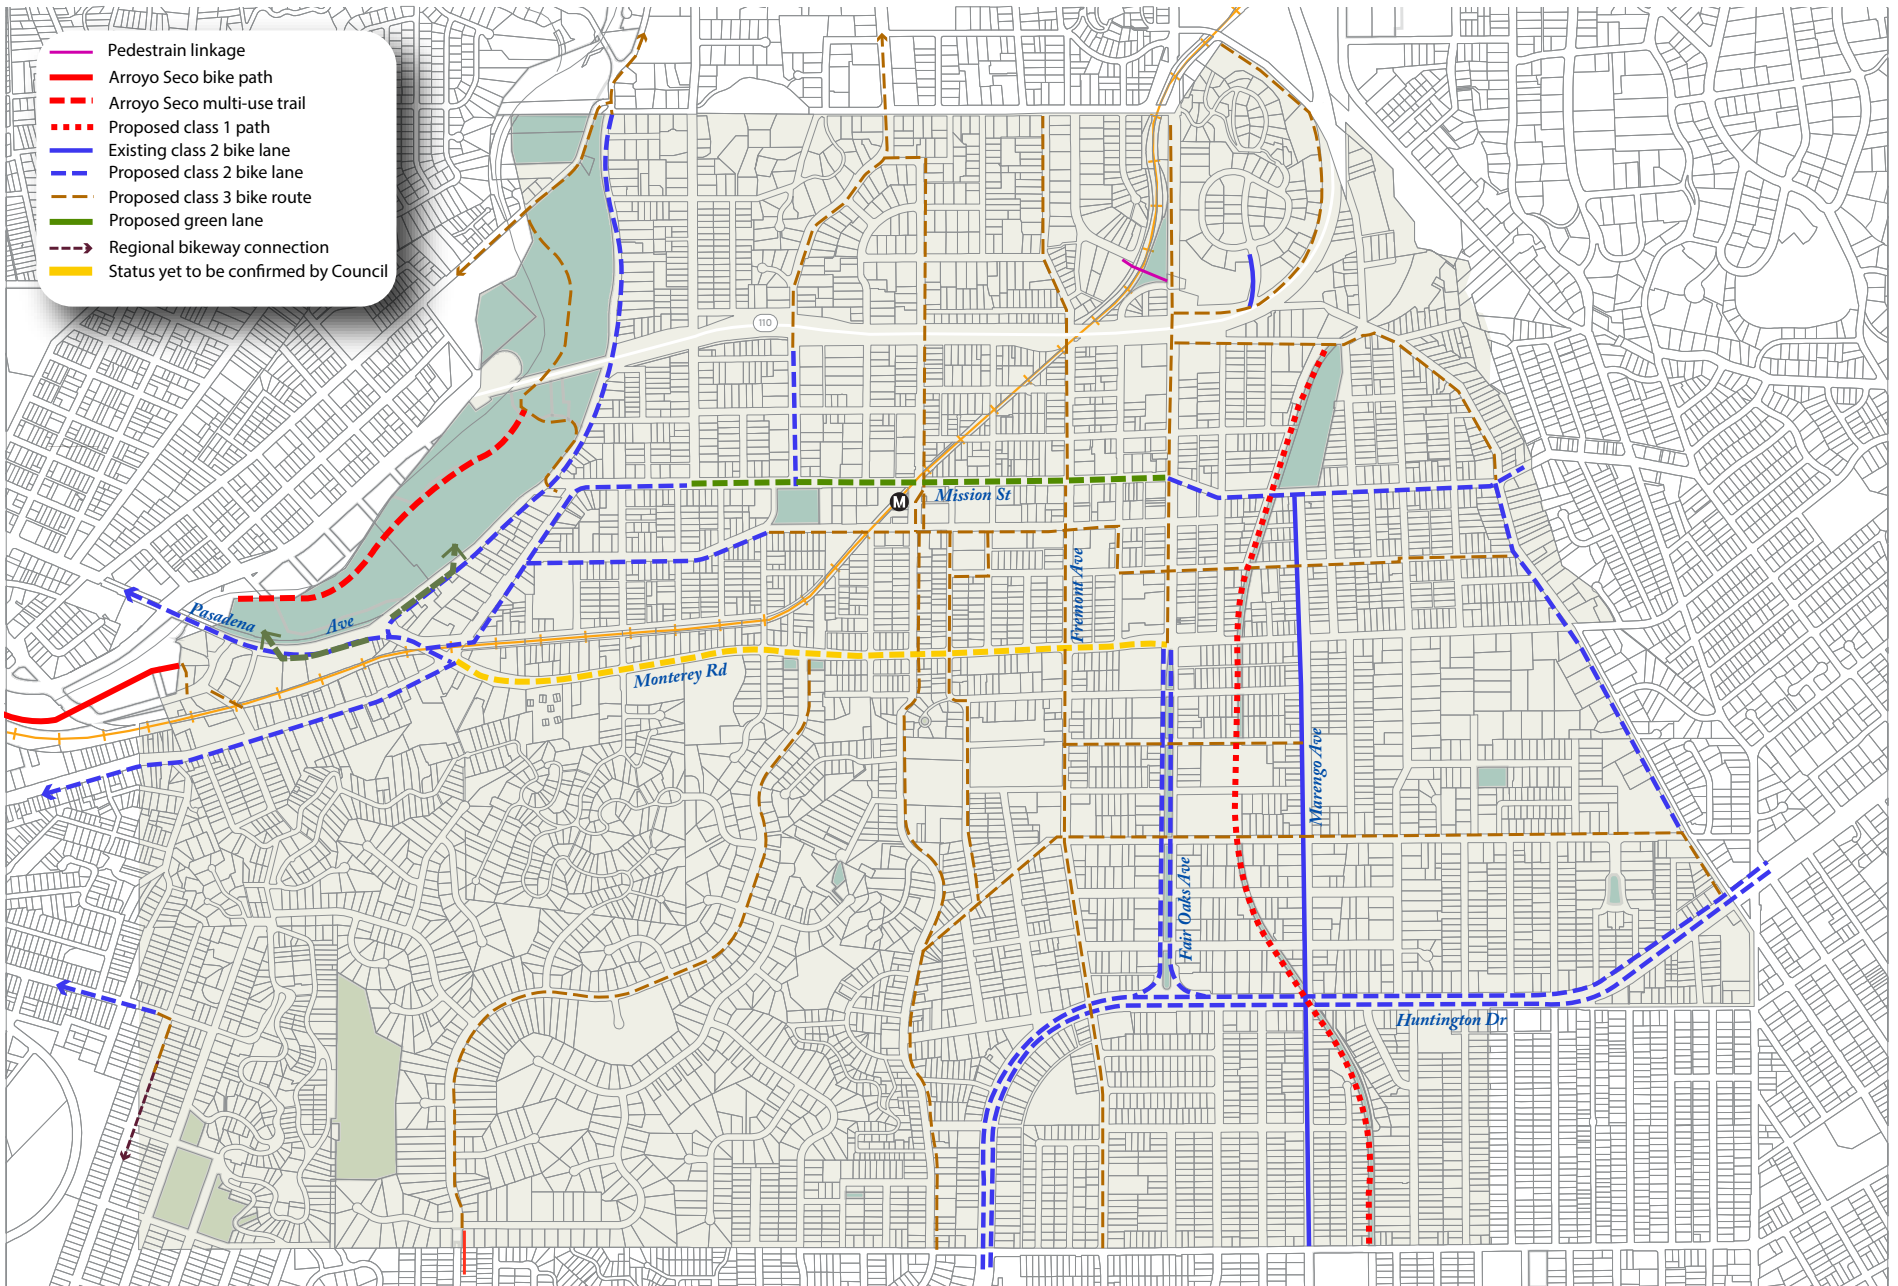 Pedestrain linkage
Arroyo Seco bike path
Arroyo Seco multi-use trail
Proposed class 1 path
Existing class 2 bike lane
Proposed class 2 bike lane
Proposed class 3 bike route
Proposed green lane
Regional bikeway connection
Status yet to be confirmed by Council
110
M
Mission St
Fremont Ave
Pasadena Ave
Monterey Rd
Marengo Ave
Fair Oaks Ave
Huntington Dr